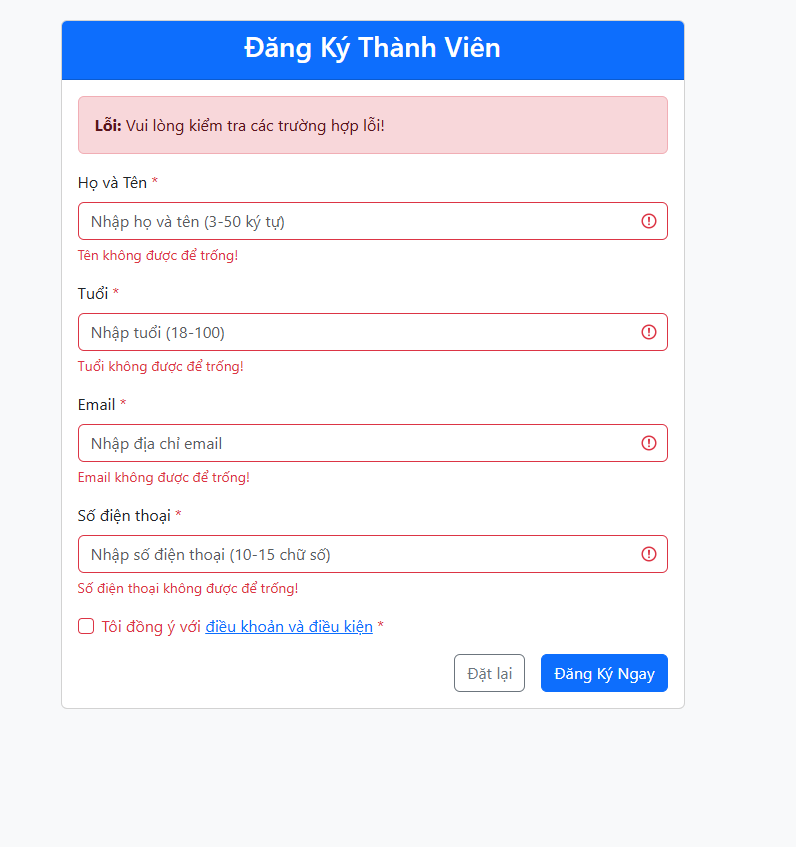 Đăng Ký Thành Viên
Lỗi: Vui lòng kiểm tra các trường hợp lỗi!
Họ và Tên *
Nhập họ và tên (3-50 ký tự)
Tên không được để trống!
Tuổi *
Nhập tuổi (18-100)
Tuổi không được để trống!
Email *
Nhập địa chỉ email
Email không được để trống!
Số điện thoại *
Nhập số điện thoại (10-15 chữ số)
Số điện thoại không được để trống!
Tôi đồng ý với điều khoản và điều kiện *
Đặt lại Đăng Ký Ngay